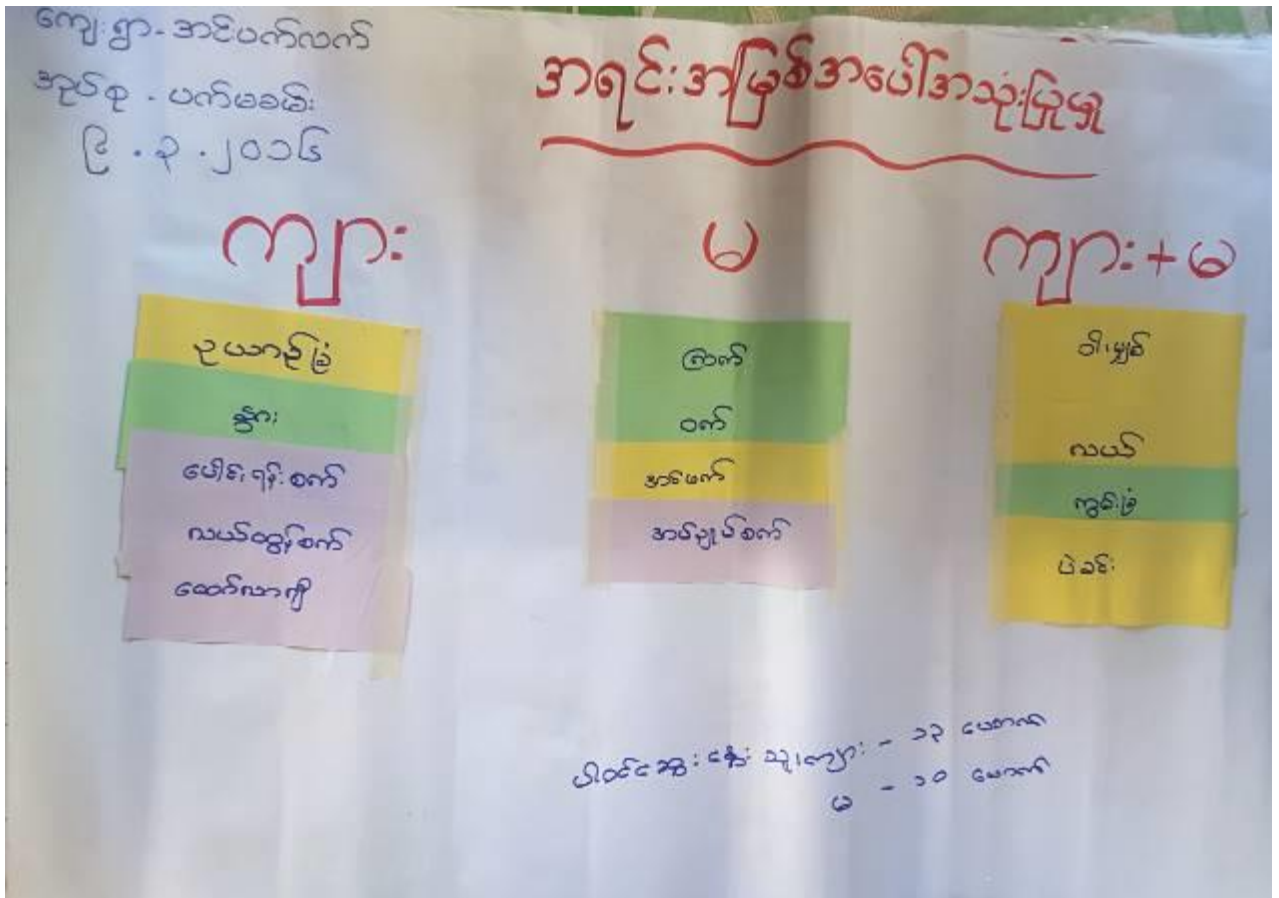 ကျေးရွာ - အင်ပက်လက်
အုပ်စု - ပက်မခမ်း
၉ . ၃ . ၂၀၁၆
အရင်းအမြစ်အပေါ်အသုံးပြုမှု
ကျား
မ
ကျား+မ
ဥယျာဉ်ခြံ
နွား
ပေါင်းရန်းစက်
လယ်ထွန်စက်
ထော်လာဂျီ
ကြက်
ဝက်
အင်ဖက်
အပ်ချုပ်စက်
ဝါးမျှစ်
လယ်
ကွမ်းခြံ
ပဲခင်း
ပါဝင်ဆွေးနွေးသူ၊ကျား - ၁၃ ယောက်
မ - ၁၀ ယောက်